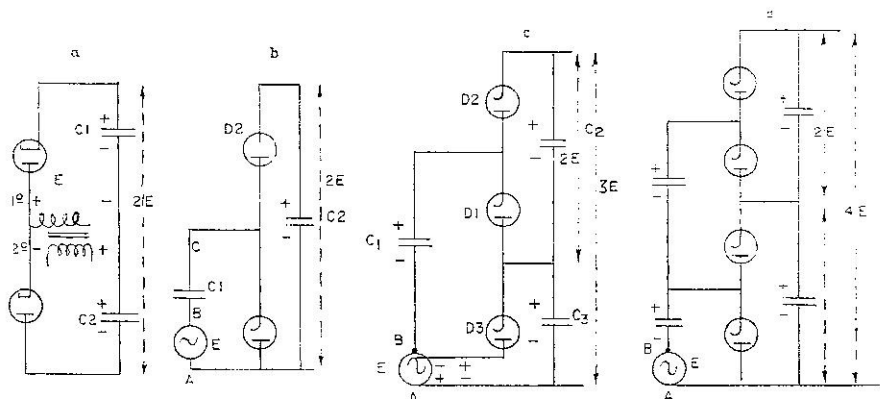 a
C1
+
-
E
1º +
-
2E
2º -
+
C2
+
-
b
D2
2E
+
-
C2
C
C1
B
E
A
c
D2
C2
+
-
2E
3E
D1
C1
+
-
D3
+
-
C3
B
E
A
+
-
2E
+
-
4E
+
-
+
-
B
E
A